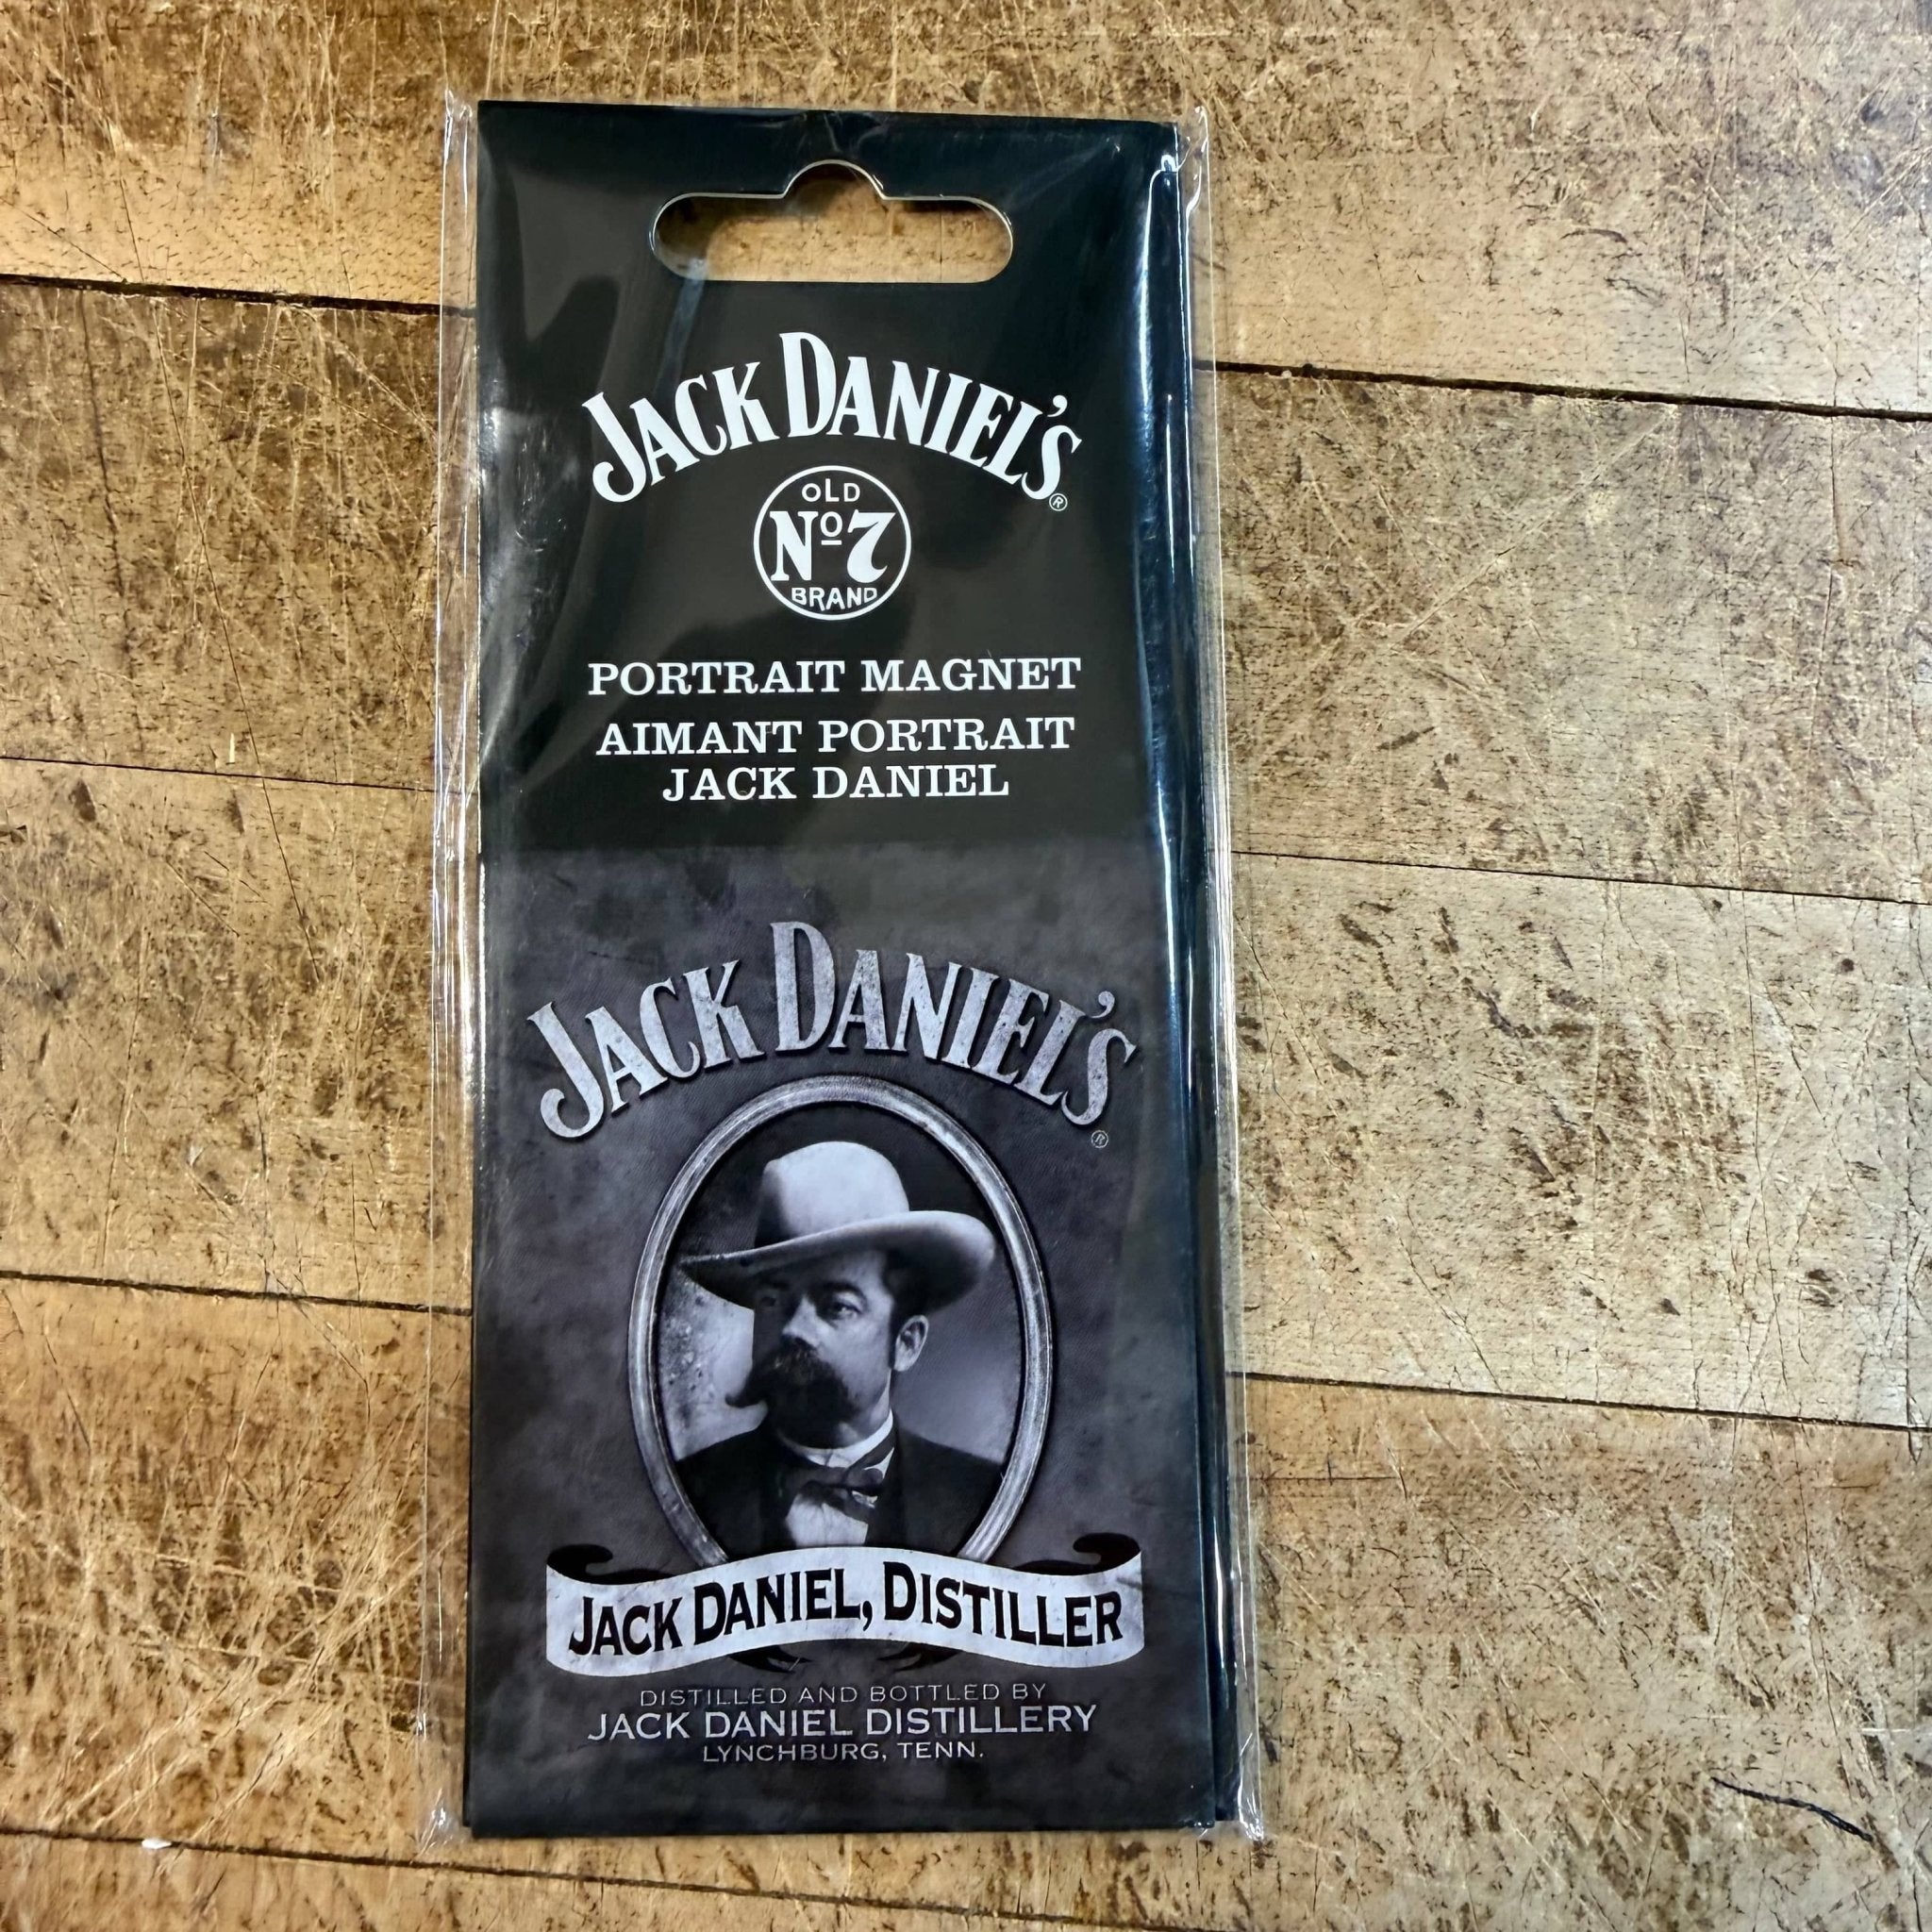 JACK DANIEL'S®
OLD
Nº7
BRAND
PORTRAIT MAGNET
AIMANT PORTRAIT
JACK DANIEL
JACK DANIEL'S®
JACK DANIEL, DISTILLER
DISTILLED AND BOTTLED BY
JACK DANIEL DISTILLERY
LYNCHBURG, TENN.